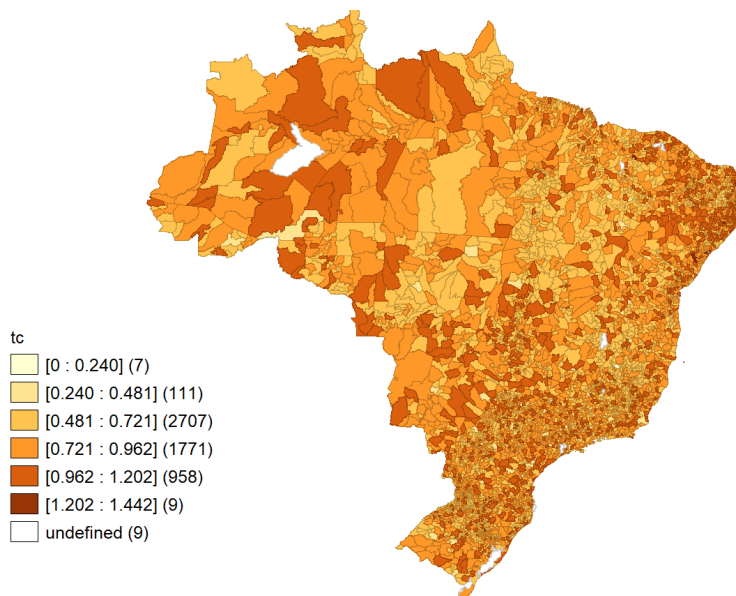 tc
[0 : 0.240] (7)
[0.240 : 0.481] (111)
[0.481 : 0.721] (2707)
[0.721 : 0.962] (1771)
[0.962 : 1.202] (958)
[1.202 : 1.442] (9)
undefined (9)